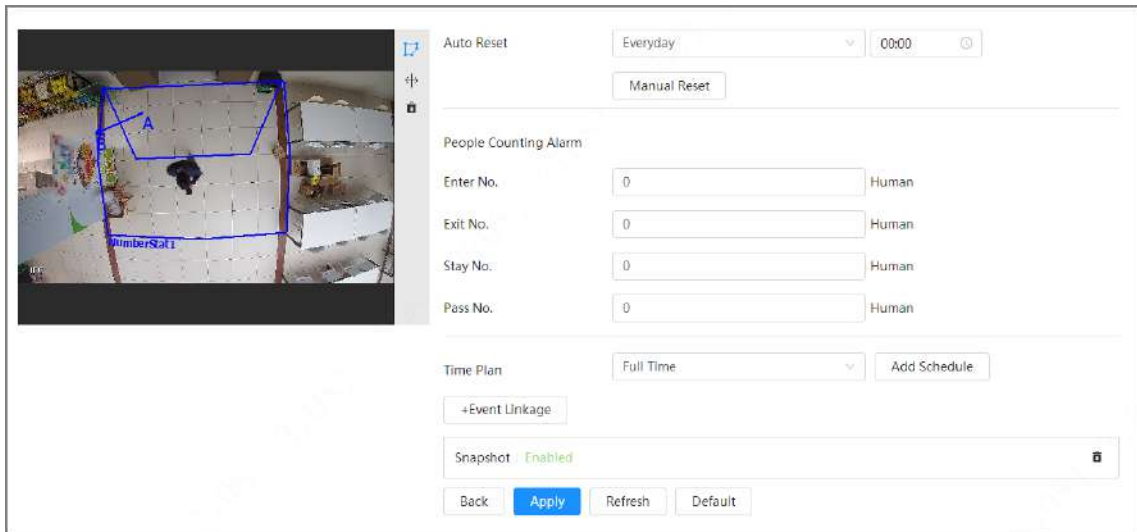 Auto Reset
Everyday
00:00
Manual Reset
A
B
NumberStat1
IPC
People Counting Alarm
Enter No.
0
Human
Exit No.
0
Human
Stay No.
0
Human
Pass No.
0
Human
Time Plan
Full Time
Add Schedule
+Event Linkage
Snapshot
Enabled
Back
Apply
Refresh
Default